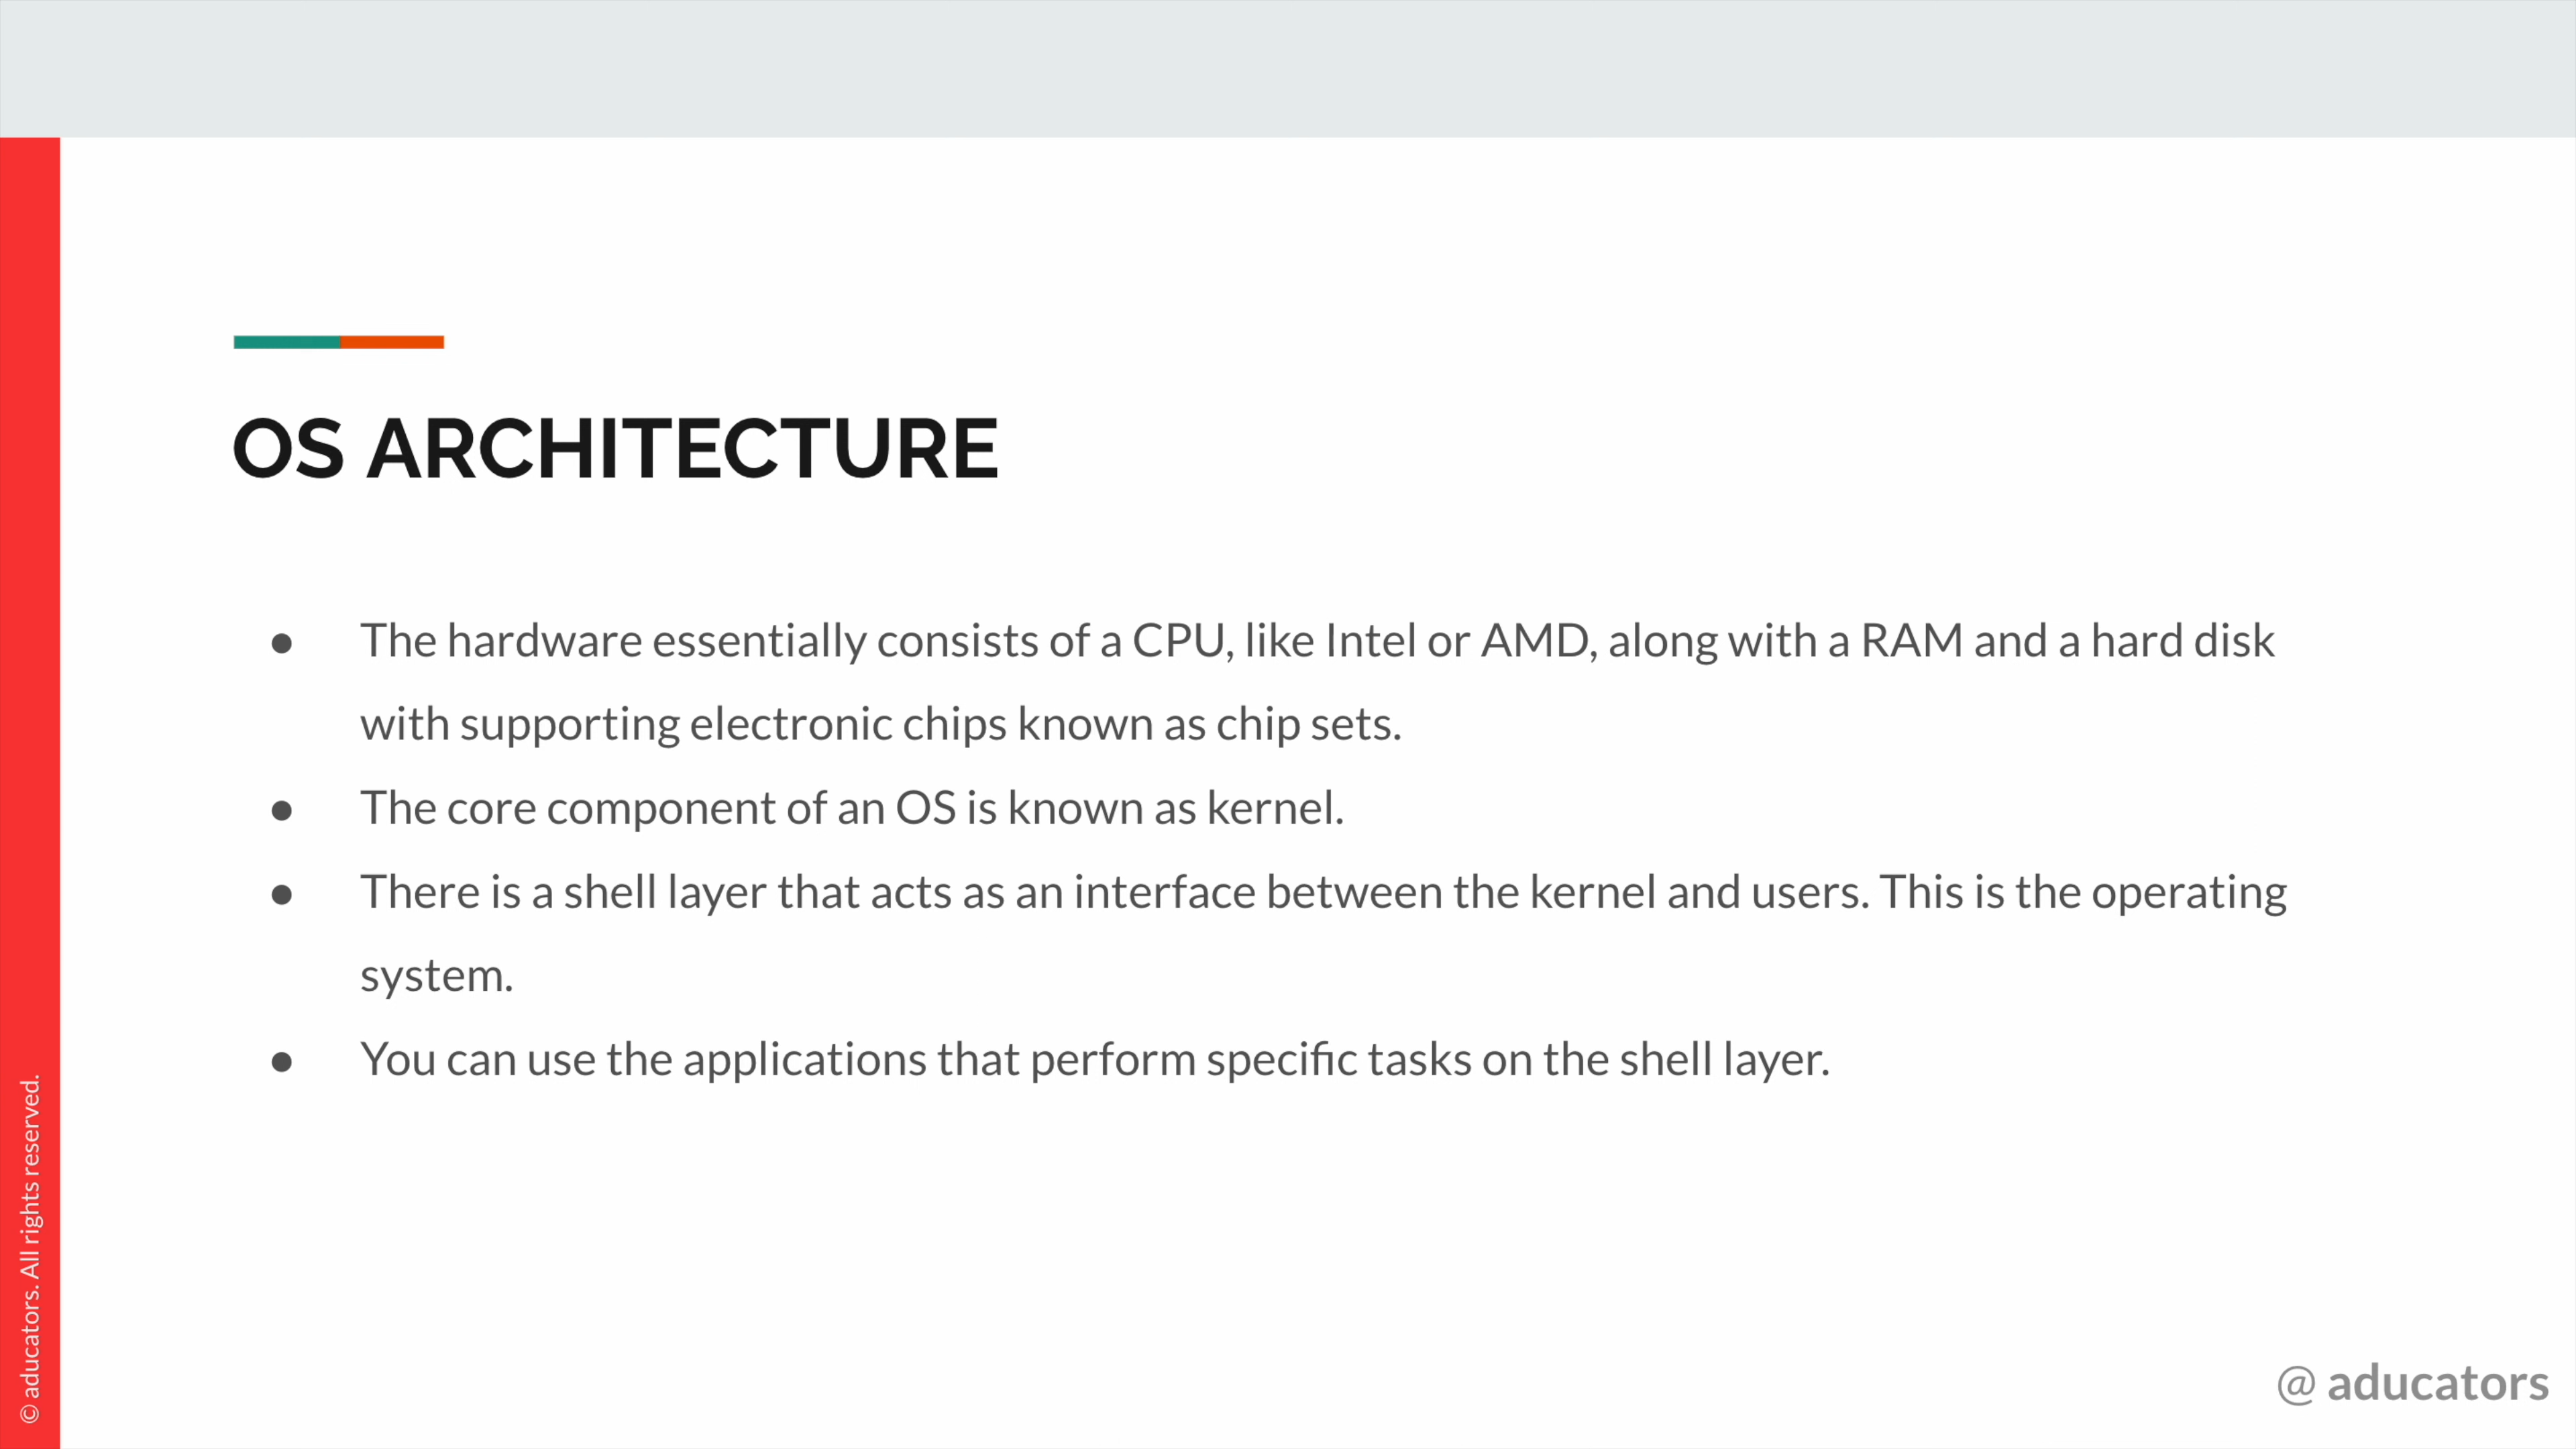 OS ARCHITECTURE
● The hardware essentially consists of a CPU, like Intel or AMD, along with a RAM and a hard disk
with supporting electronic chips known as chip sets.
● The core component of an OS is known as kernel.
● There is a shell layer that acts as an interface between the kernel and users. This is the operating
system.
● You can use the applications that perform specific tasks on the shell layer.
© aducators. All rights reserved.
@ aducators